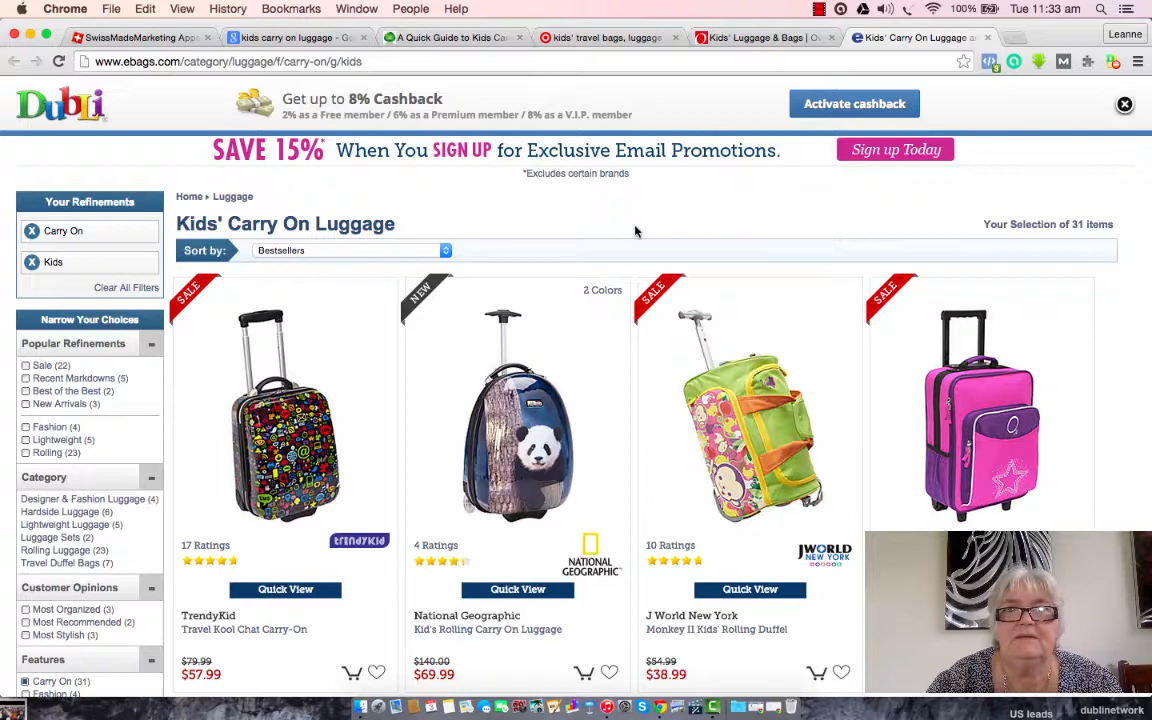 Chrome File Edit View History Bookmarks Window People Help 100% Tue 11:33 am
SwissMadeMarketing App
kids carry on luggage - Go
A Quick Guide to Kids Car
kids' travel bags, luggage
Kids' Luggage & Bags | Ov
Kids' Carry On Luggage a
Leanne
www.ebags.com/category/luggage/f/carry-on/g/kids
DubLi
Get up to 8% Cashback
2% as a Free member / 6% as a Premium member / 8% as a V.I.P. member
Activate cashback
SAVE 15%* When You SIGN UP for Exclusive Email Promotions.
Sign up Today
*Excludes certain brands
Your Refinements
Carry On
Kids
Clear All Filters
Home ▸ Luggage
Kids' Carry On Luggage
Your Selection of 31 items
Sort by: Bestsellers
Narrow Your Choices
Popular Refinements
Sale (22)
Recent Markdowns (5)
Best of the Best (2)
New Arrivals (3)
Fashion (4)
Lightweight (5)
Rolling (23)
Category
Designer & Fashion Luggage (4)
Hardside Luggage (6)
Lightweight Luggage (5)
Luggage Sets (2)
Rolling Luggage (23)
Travel Duffel Bags (7)
Customer Opinions
Most Organized (3)
Most Recommended (2)
Most Stylish (3)
Features
Carry On (31)
Fashion (4)
SALE
17 Ratings
trendykid
Quick View
TrendyKid
Travel Kool Chat Carry-On
$79.99
$57.99
NEW
2 Colors
4 Ratings
NATIONAL
GEOGRAPHIC
Quick View
National Geographic
Kid's Rolling Carry On Luggage
$140.00
$69.99
SALE
10 Ratings
JWORLD
NEW YORK
Quick View
J World New York
Monkey II Kids' Rolling Duffel
$54.99
$38.99
SALE
US leads
dublinetwork